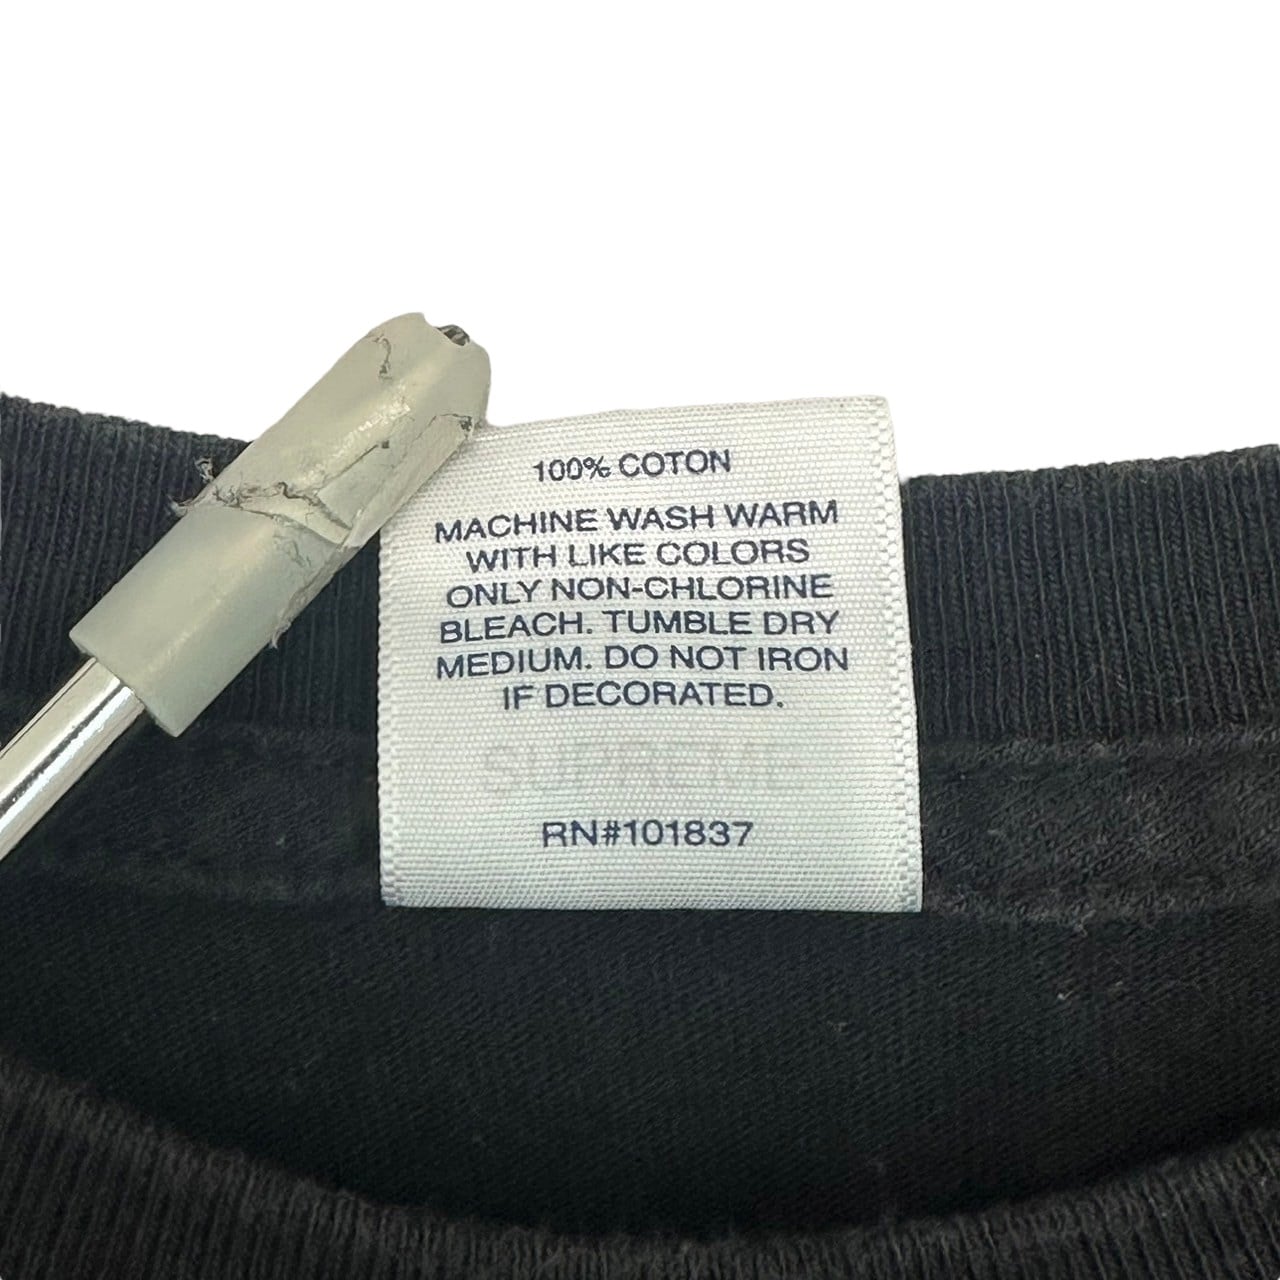 100% COTON
MACHINE WASH WARM
WITH LIKE COLORS
ONLY NON-CHLORINE
BLEACH. TUMBLE DRY
MEDIUM. DO NOT IRON
IF DECORATED.
SUPREME
RN#101837